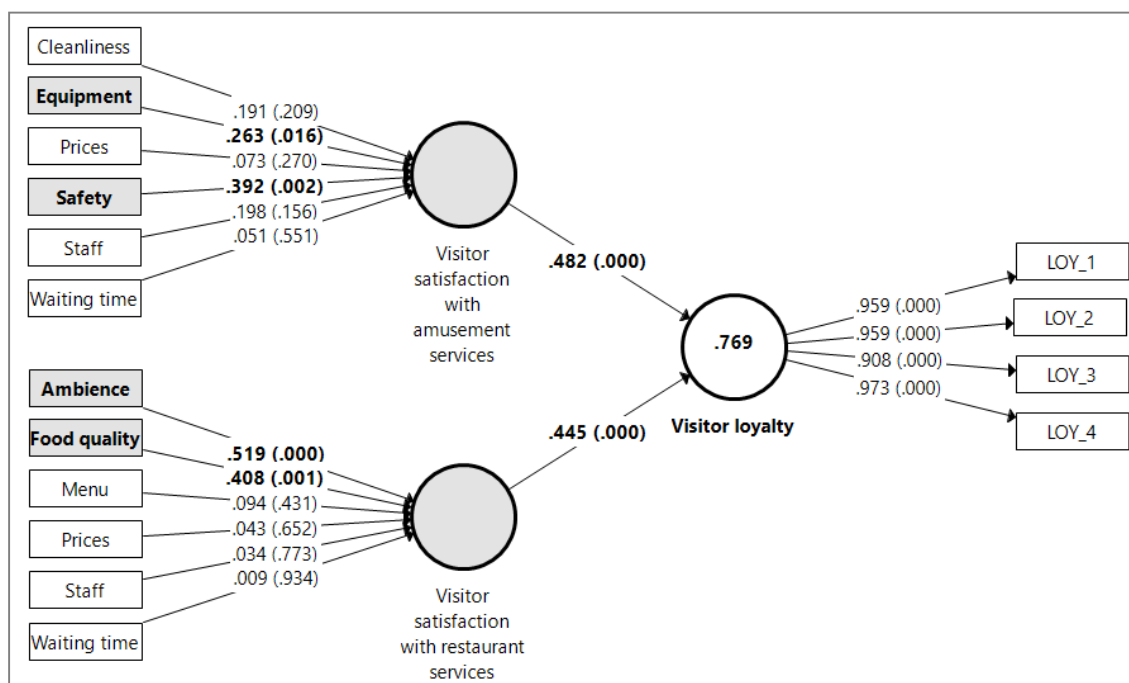 Cleanliness
Equipment
Prices
Safety
Staff
Waiting time
.191 (.209)
.263 (.016)
.073 (.270)
.392 (.002)
.198 (.156)
.051 (.551)
Visitor
satisfaction
with
amusement
services
.482 (.000)
Ambience
Food quality
Menu
Prices
Staff
Waiting time
.519 (.000)
.408 (.001)
.094 (.431)
.043 (.652)
.034 (.773)
.009 (.934)
Visitor
satisfaction
with restaurant
services
.445 (.000)
.769
Visitor loyalty
.959 (.000)
.959 (.000)
.908 (.000)
.973 (.000)
LOY_1
LOY_2
LOY_3
LOY_4